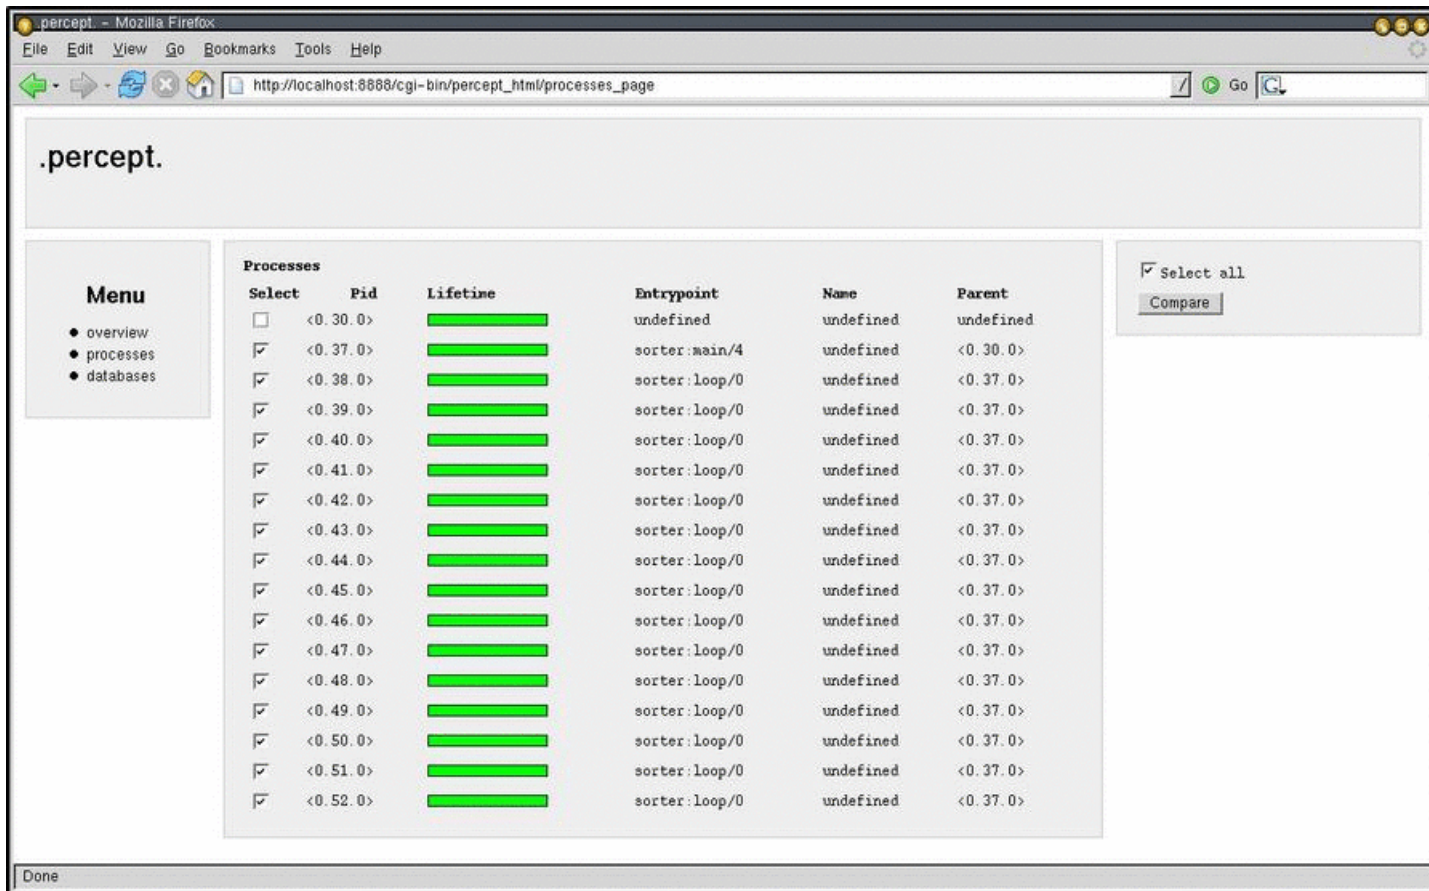 .percept. - Mozilla Firefox
File Edit View Go Bookmarks Tools Help
http://localhost:8888/cgi-bin/percept_html/processes_page Go
.percept.
Menu
overview
processes
databases
Processes
Select Pid Lifetime Entrypoint Name Parent
<0.30.0> undefined undefined undefined
<0.37.0> sorter:main/4 undefined <0.30.0>
<0.38.0> sorter:loop/0 undefined <0.37.0>
<0.39.0> sorter:loop/0 undefined <0.37.0>
<0.40.0> sorter:loop/0 undefined <0.37.0>
<0.41.0> sorter:loop/0 undefined <0.37.0>
<0.42.0> sorter:loop/0 undefined <0.37.0>
<0.43.0> sorter:loop/0 undefined <0.37.0>
<0.44.0> sorter:loop/0 undefined <0.37.0>
<0.45.0> sorter:loop/0 undefined <0.37.0>
<0.46.0> sorter:loop/0 undefined <0.37.0>
<0.47.0> sorter:loop/0 undefined <0.37.0>
<0.48.0> sorter:loop/0 undefined <0.37.0>
<0.49.0> sorter:loop/0 undefined <0.37.0>
<0.50.0> sorter:loop/0 undefined <0.37.0>
<0.51.0> sorter:loop/0 undefined <0.37.0>
<0.52.0> sorter:loop/0 undefined <0.37.0>
Select all
Compare
Done